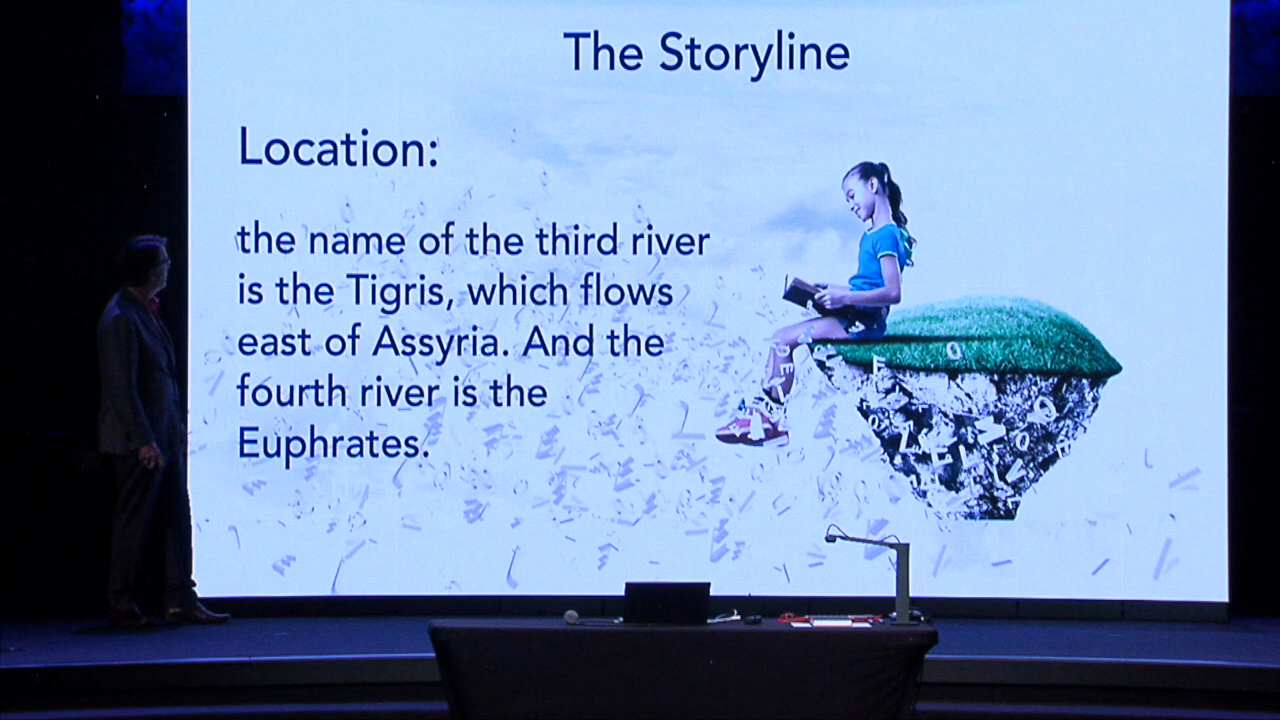 The Storyline
Location:
the name of the third river
is the Tigris, which flows
east of Assyria. And the
fourth river is the
Euphrates.